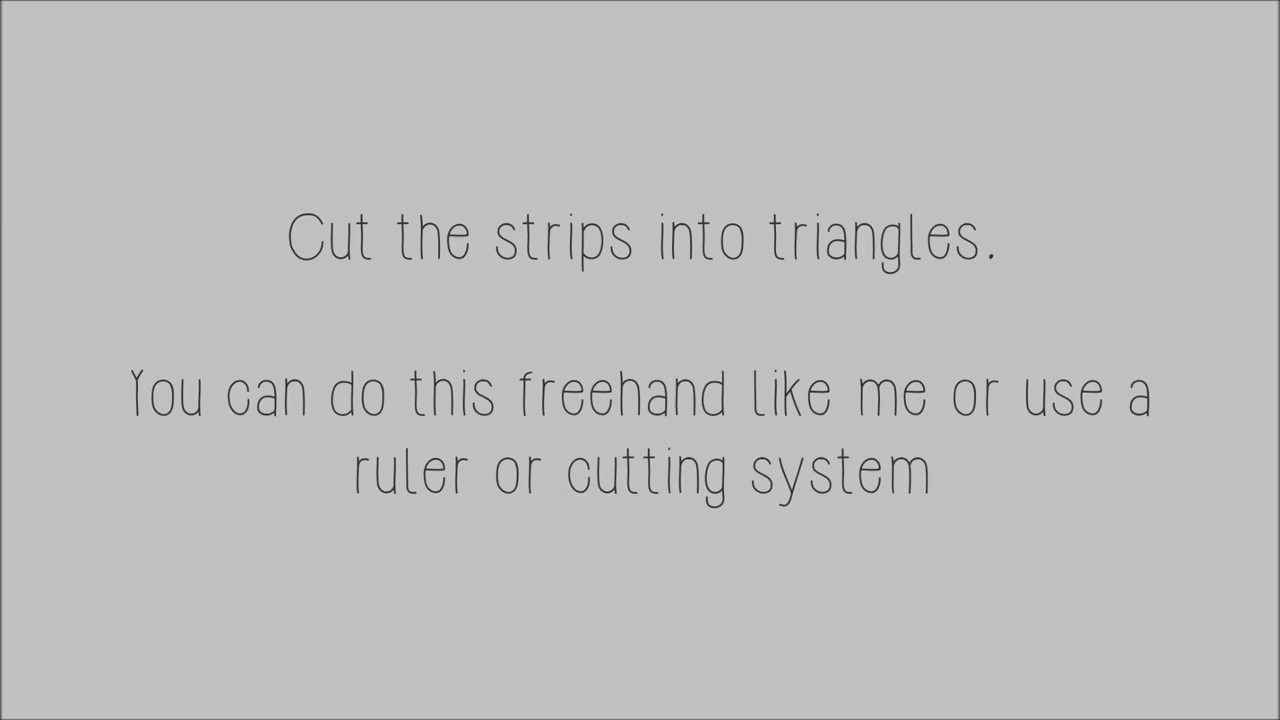 Cut the strips into triangles.
You can do this freehand like me or use a
ruler or cutting system